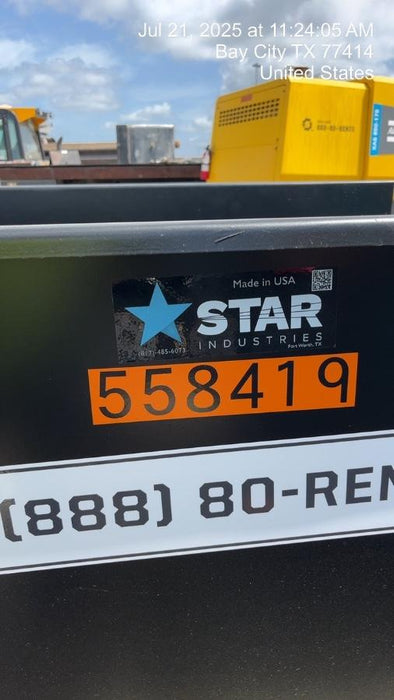 Jul 21, 2025 at 11:24:05 AM
Bay City TX 77414
United States
Made in USA
STAR
INDUSTRIES
(817)-485-6073 Fort Worth, TX
558419
(888) 80-REN